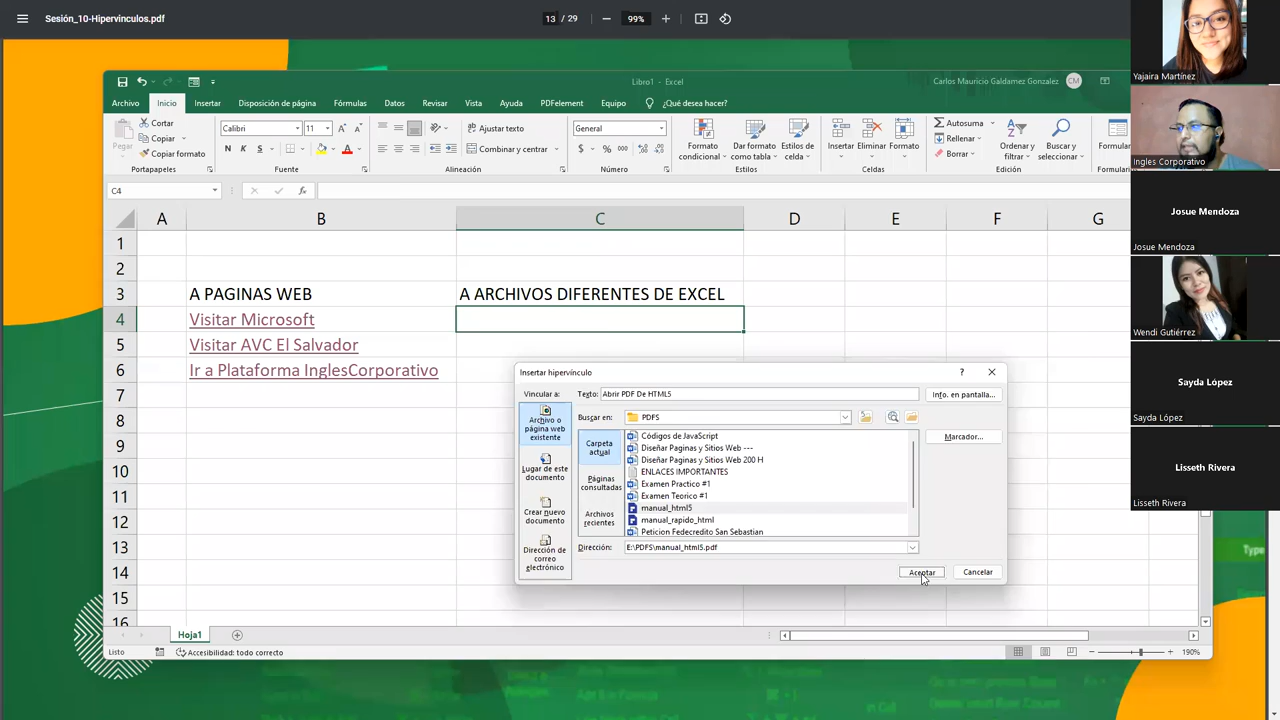 Sesión_10-Hipervinculos.pdf
13 / 29
99%
Libro1 - Excel
Carlos Mauricio Galdamez Gonzalez
CM
Archivo
Inicio
Insertar
Disposición de página
Fórmulas
Datos
Revisar
Vista
Ayuda
PDFelement
Equipo
¿Qué desea hacer?
Pegar
Cortar
Copiar
Copiar formato
Portapapeles
Calibri
11
N K S
Fuente
Ajustar texto
Combinar y centrar
Alineación
General
$ % 000
Número
Formato condicional
Dar formato como tabla
Estilos de celda
Insertar
Eliminar
Formato
Celdas
Autosuma
Rellenar
Borrar
Ordenar y filtrar
Buscar y seleccionar
Edición
Formularios
Formulari
C4
fx
A B C D E F G
1
2
3 A PAGINAS WEB A ARCHIVOS DIFERENTES DE EXCEL
4 Visitar Microsoft
5 Visitar AVC El Salvador
6 Ir a Plataforma InglesCorporativo
7
8
9
10
11
12
13
14
15
16
Insertar hipervínculo
?
Vincular a:
Texto: Abrir PDF De HTML5
Info. en pantalla...
Archivo o página web existente
Buscar en: PDFS
Carpeta actual
Códigos de JavaScript
Diseñar Paginas y Sitios Web ---
Diseñar Paginas y Sitios Web 200 H
ENLACES IMPORTANTES
Examen Practico #1
Examen Teorico #1
manual_html5
manual_rapido_html
Peticion Fedecredito San Sebastian
Marcador...
Lugar de este documento
Páginas consultadas
Crear nuevo documento
Archivos recientes
Dirección de correo electrónico
Dirección: E:\PDFS\manual_html5.pdf
Aceptar
Cancelar
Hoja1
Listo
Accesibilidad: todo correcto
190%
Yajaira Martínez
Ingles Corporativo
Josue Mendoza
Josue Mendoza
Wendi Gutiérrez
Sayda López
Sayda López
Lisseth Rivera
Lisseth Rivera
Type